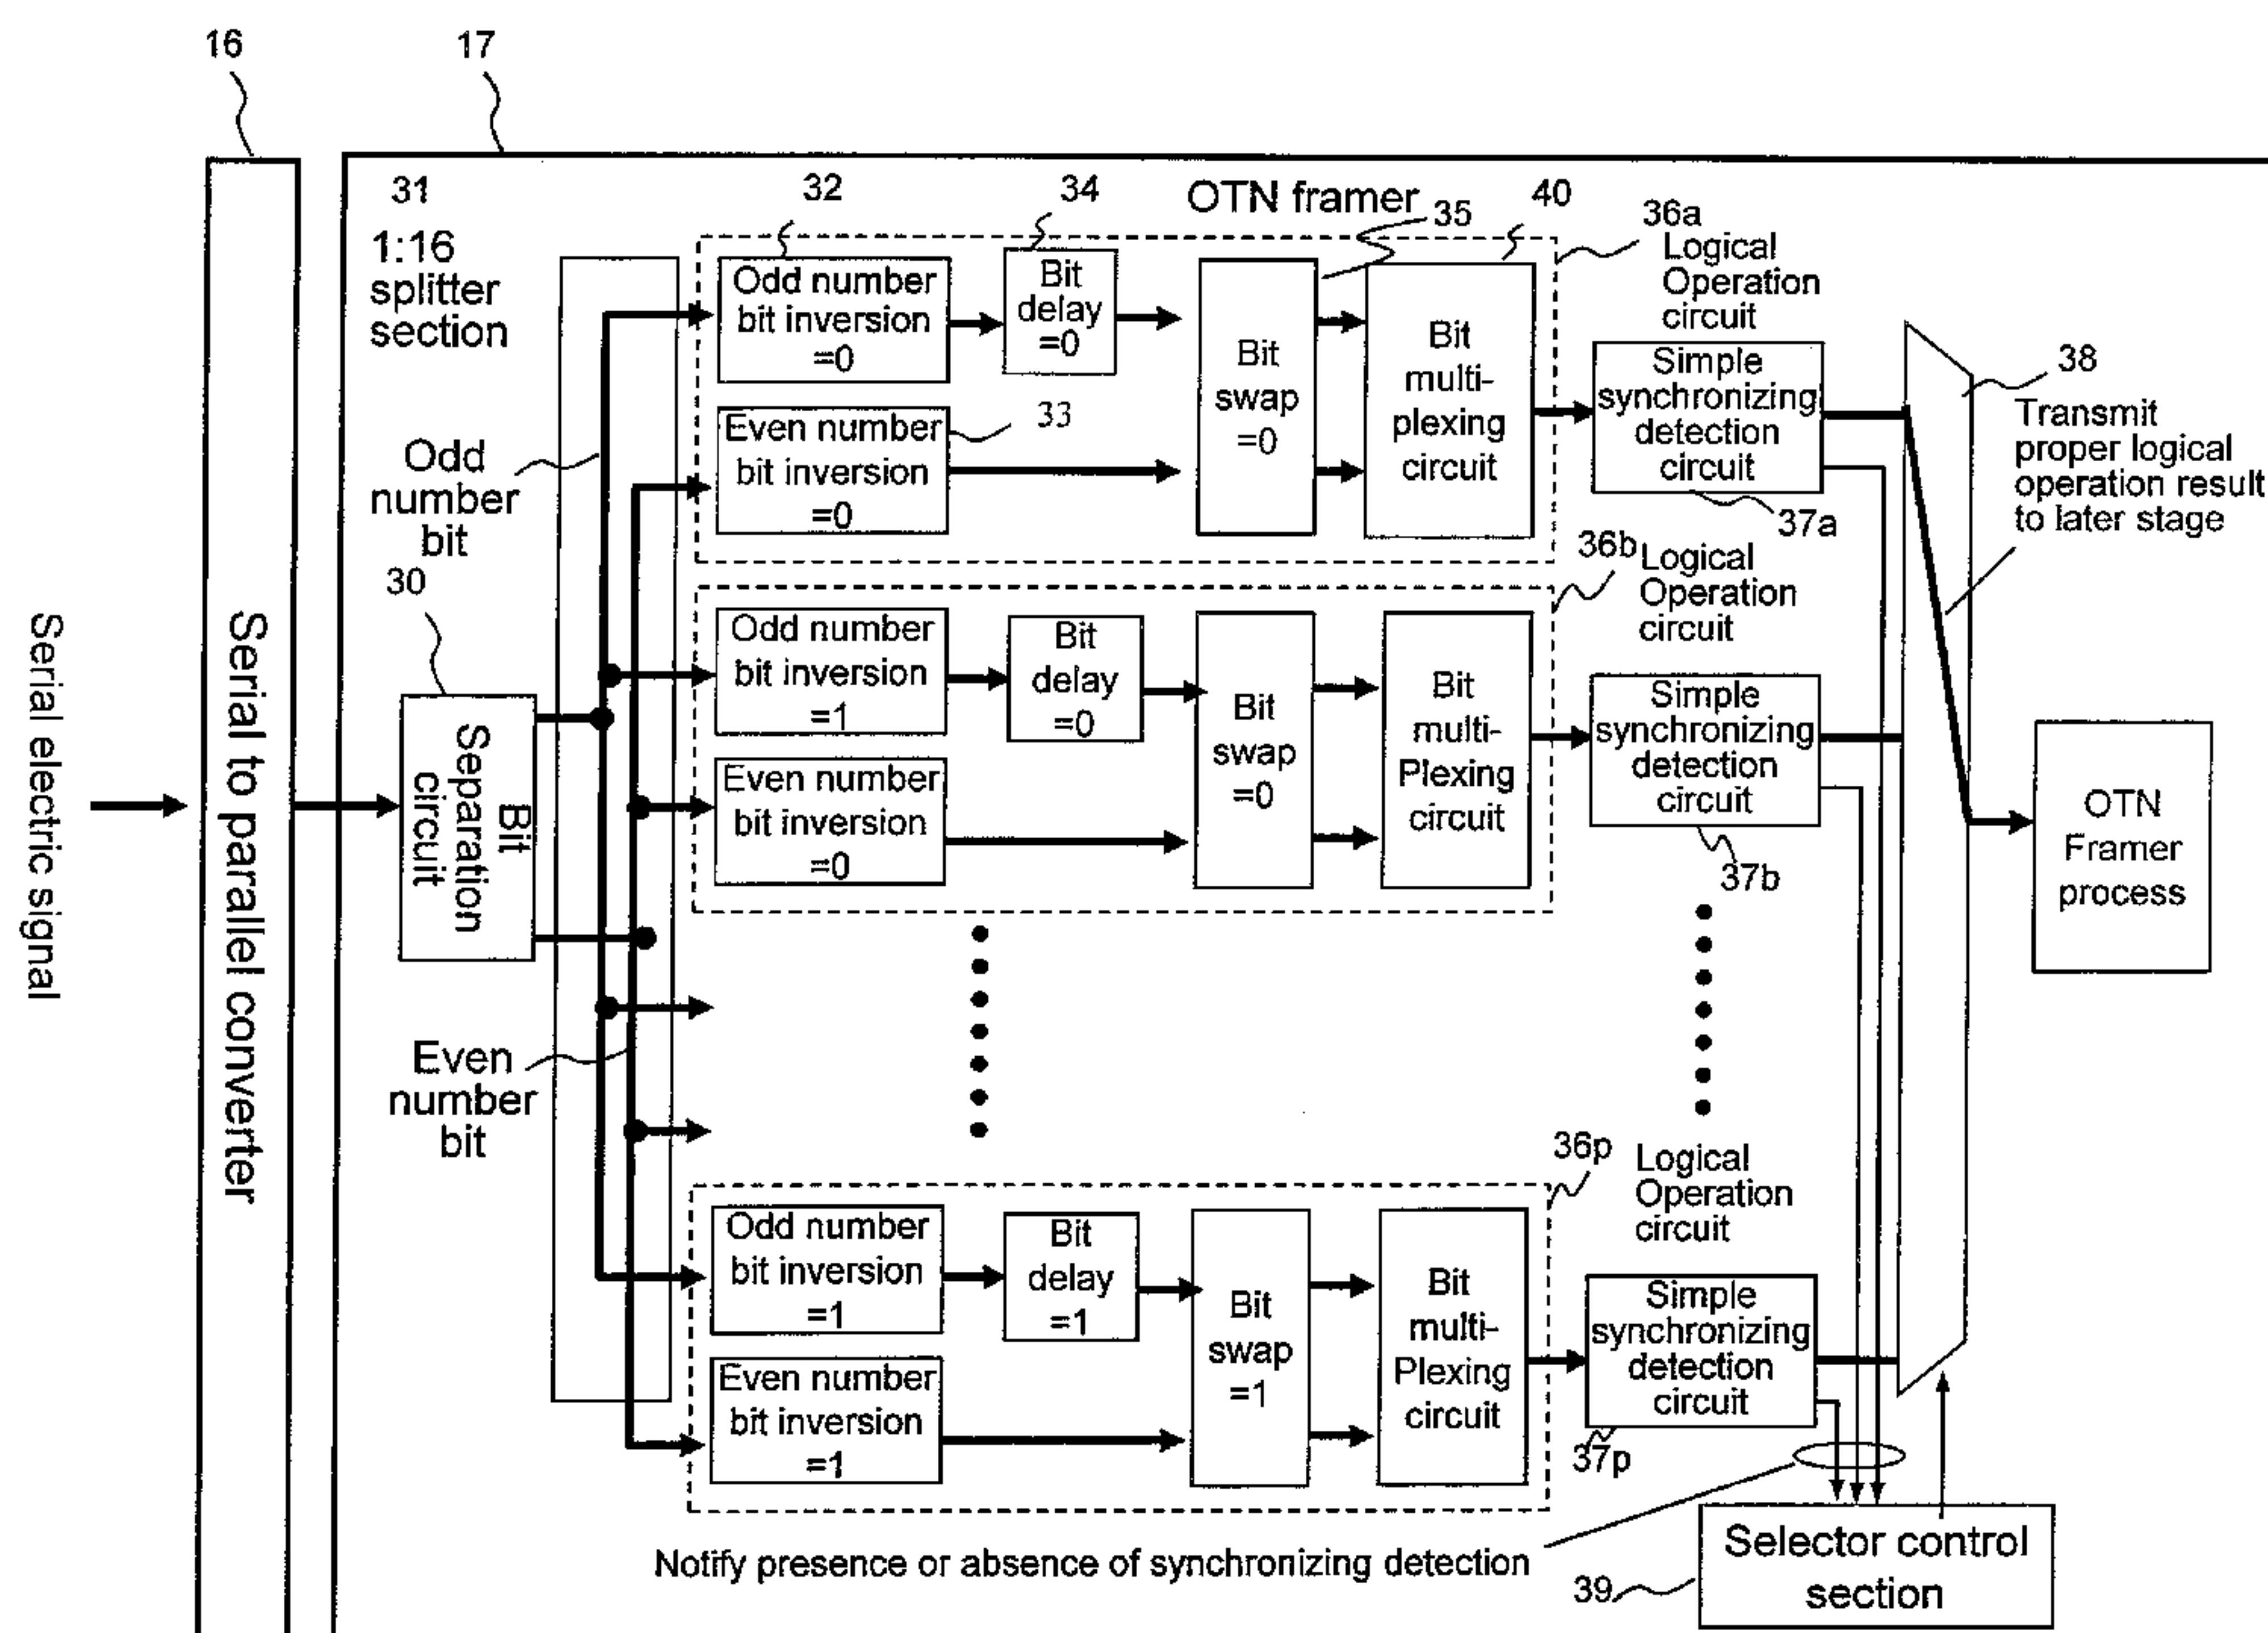 16
17
31
1:16
splitter
section
32
34
OTN framer
35
40
36a
Logical
Operation
circuit
Odd number
bit inversion
=0
Bit
delay
=0
Bit
swap
=0
Bit
multi-
plexing
circuit
Even number
bit inversion
=0
33
Simple
synchronizing
detection
circuit
37a
38
Transmit
proper logical
operation result
to later stage
Odd
number
bit
30
Serial electric signal
Serial to parallel converter
Bit
Separation
circuit
36b
Logical
Operation
circuit
Odd number
bit inversion
=1
Bit
delay
=0
Bit
swap
=0
Bit
multi-
Plexing
circuit
Even number
bit inversion
=0
Simple
synchronizing
detection
circuit
37b
OTN
Framer
process
Even
number
bit
36p
Logical
Operation
circuit
Odd number
bit inversion
=1
Bit
delay
=1
Bit
swap
=1
Bit
multi-
Plexing
circuit
Even number
bit inversion
=1
Simple
synchronizing
detection
circuit
37p
Notify presence or absence of synchronizing detection
39
Selector control
section